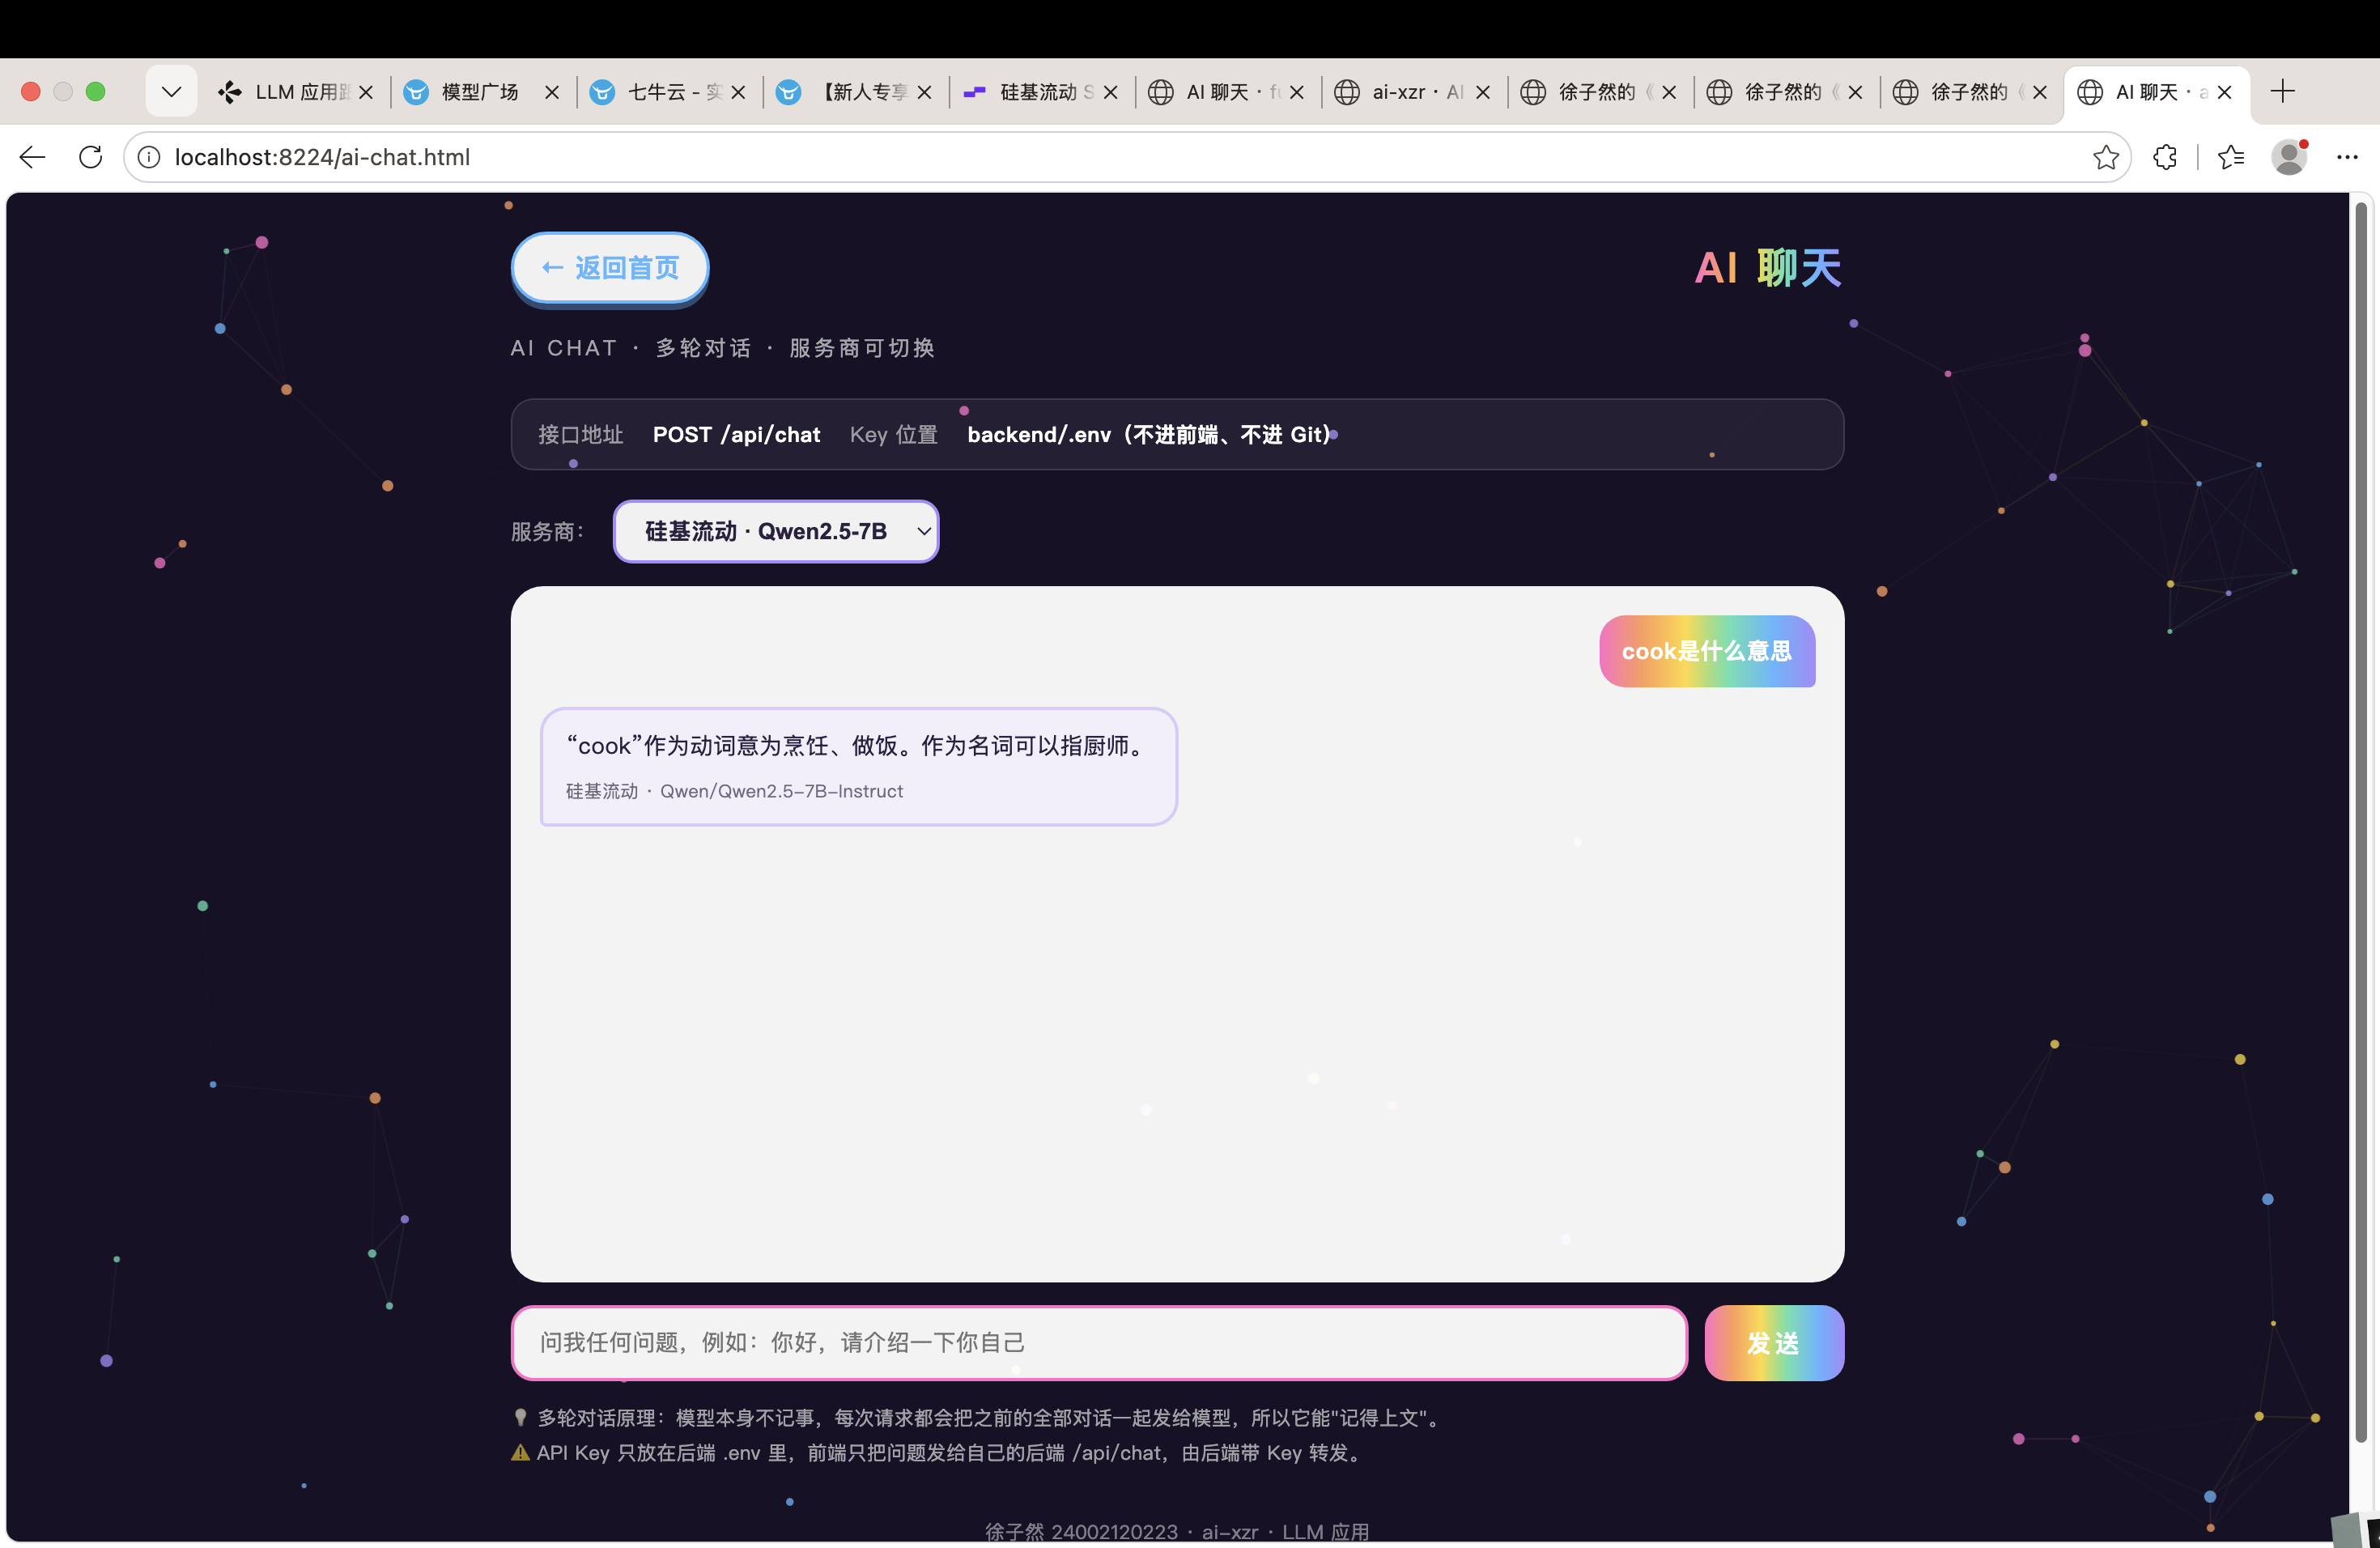 LLM 应用
模型广场
七牛云 - 实
【新人专享
硅基流动 S
AI 聊天 · fu
ai-xzr · AI
徐子然的《
徐子然的《
徐子然的《
AI 聊天 · a
localhost:8224/ai-chat.html
← 返回首页
AI 聊天
AI CHAT · 多轮对话 · 服务商可切换
接口地址 POST /api/chat Key 位置 backend/.env（不进前端、不进 Git）
服务商： 硅基流动 · Qwen2.5-7B
cook是什么意思
“cook”作为动词意为烹饪、做饭。作为名词可以指厨师。
硅基流动 · Qwen/Qwen2.5-7B-Instruct
问我任何问题，例如：你好，请介绍一下你自己
发送
多轮对话原理：模型本身不记事，每次请求都会把之前的全部对话一起发给模型，所以它能"记得上文"。
API Key 只放在后端 .env 里，前端只把问题发给自己的后端 /api/chat，由后端带 Key 转发。
徐子然 24002120223 · ai-xzr · LLM 应用